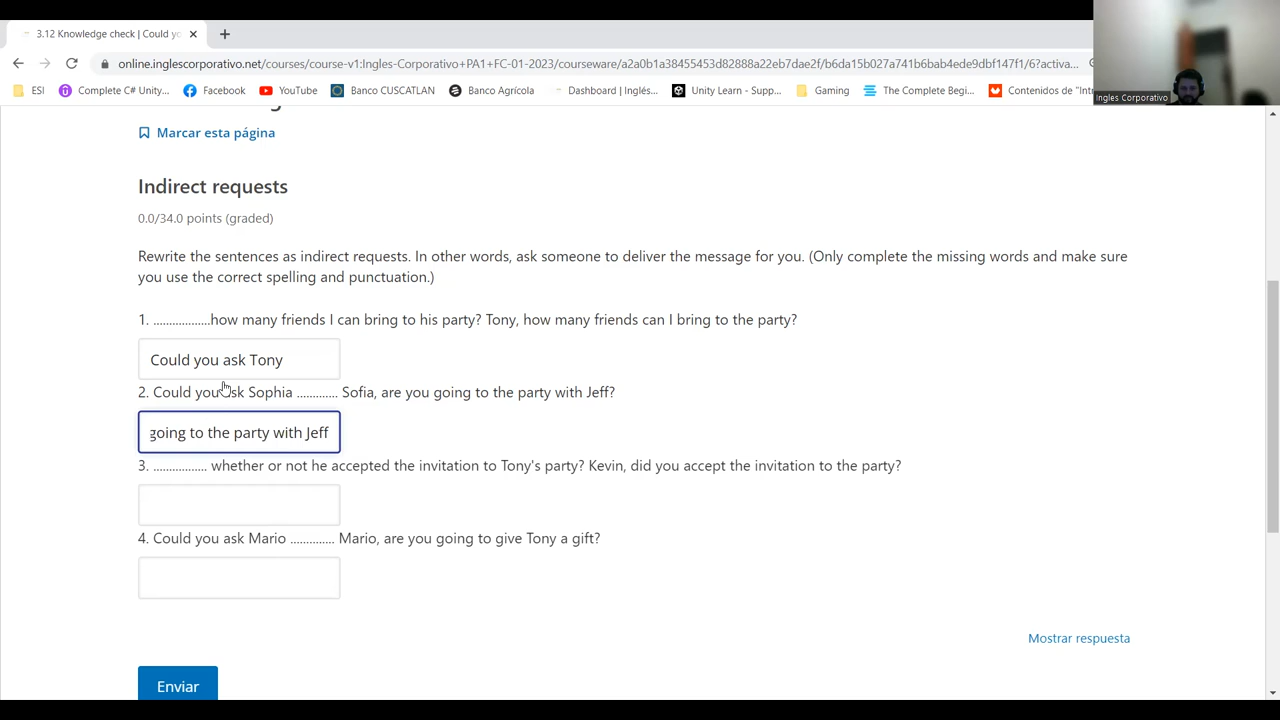 3.12 Knowledge check | Could yo
online.inglescorporativo.net/courses/course-v1:Ingles-Corporativo+PA1+FC-01-2023/courseware/a2a0b1a38455453d82888a22eb7dae2f/b6da15b027a741b6bab4ede9dbf147f1/6?activa...
ESI Complete C# Unity... Facebook YouTube Banco CUSCATLAN Banco Agrícola Dashboard | Inglés... Unity Learn - Supp... Gaming The Complete Begi... Contenidos de "Inte
Ingles Corporativo
Marcar esta página
Indirect requests
0.0/34.0 points (graded)
Rewrite the sentences as indirect requests. In other words, ask someone to deliver the message for you. (Only complete the missing words and make sure
you use the correct spelling and punctuation.)
1. ..................how many friends I can bring to his party? Tony, how many friends can I bring to the party?
Could you ask Tony
2. Could you ask Sophia ............. Sofia, are you going to the party with Jeff?
going to the party with Jeff
3. ................. whether or not he accepted the invitation to Tony's party? Kevin, did you accept the invitation to the party?
4. Could you ask Mario .............. Mario, are you going to give Tony a gift?
Mostrar respuesta
Enviar